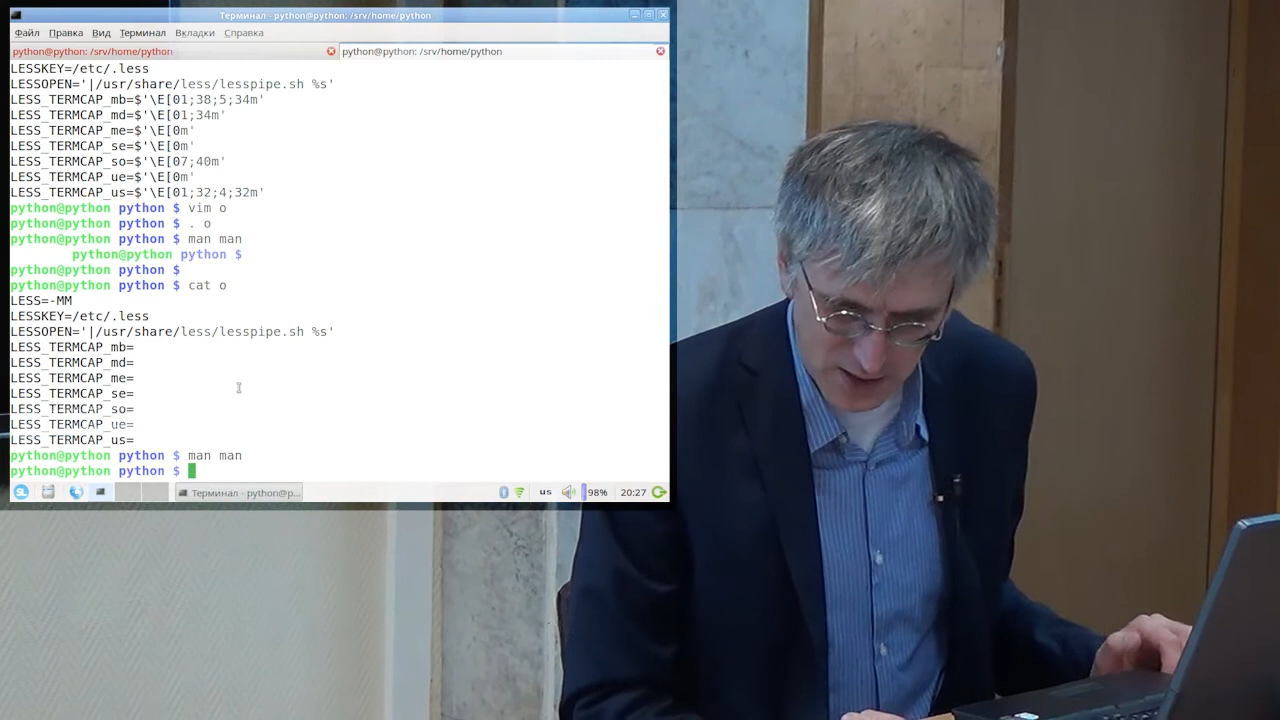 Терминал - python@python: /srv/home/python
Файл Правка Вид Терминал Вкладки Справка
python@python: /srv/home/python python@python: /srv/home/python
LESSKEY=/etc/.less
LESSOPEN='|/usr/share/less/lesspipe.sh %s'
LESS_TERMCAP_mb=$'\E[01;38;5;34m'
LESS_TERMCAP_md=$'\E[01;34m'
LESS_TERMCAP_me=$'\E[0m'
LESS_TERMCAP_se=$'\E[0m'
LESS_TERMCAP_so=$'\E[07;40m'
LESS_TERMCAP_ue=$'\E[0m'
LESS_TERMCAP_us=$'\E[01;32;4;32m'
python@python python $ vim o
python@python python $ . o
python@python python $ man man
python@python python $
python@python python $
python@python python $ cat o
LESS=-MM
LESSKEY=/etc/.less
LESSOPEN='|/usr/share/less/lesspipe.sh %s'
LESS_TERMCAP_mb=
LESS_TERMCAP_md=
LESS_TERMCAP_me=
LESS_TERMCAP_se=
LESS_TERMCAP_so=
LESS_TERMCAP_ue=
LESS_TERMCAP_us=
python@python python $ man man
python@python python $
Терминал - python@p... us 98% 20:27